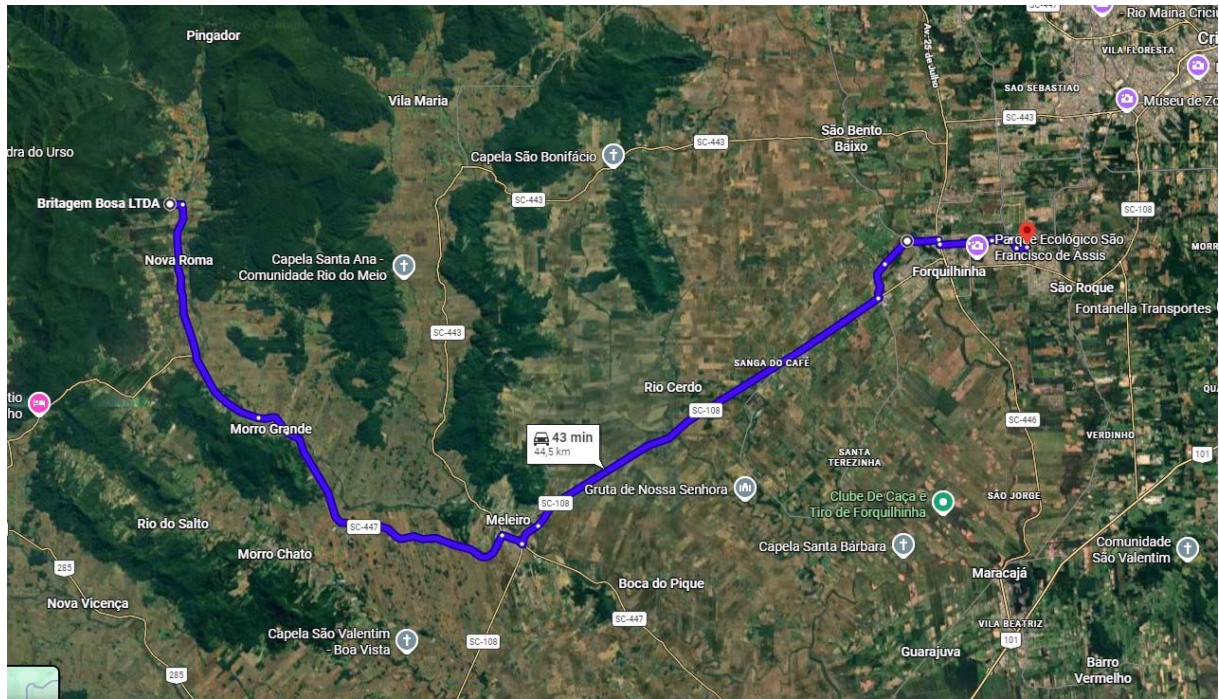 Pingador
SC-447
Rio Maina
VILA FLORESTA
Av. 25 de Julho
SAO SEBASTIAO
Vila Maria
SC-443
São Bento
Baixo
SC-443
Capela São Bonifácio
SC-443
dra do Urso
Britagem Bosa LTDA
SC-108
Parque Ecológico São
Francisco de Assis
Nova Roma
Capela Santa Ana -
Comunidade Rio do Meio
Forquilhinha
São Roque
Fontanella Transportes
SC-443
SANGA DO CAFÉ
Rio Cerdo
SC-108
Morro Grande
43 min
44,5 km
SC-446
VERDINHO
SANTA
TEREZINHA
101
Gruta de Nossa Senhora
Clube De Caça e
Tiro de Forquilhinha
SÃO JORGE
SC-108
Rio do Salto
SC-447
Meleiro
Morro Chato
Capela Santa Bárbara
Comunidade
São Valentim
285
Maracajá
Boca do Pique
Nova Vicença
SC-447
VILA BEATRIZ
Capela São Valentim
- Boa Vista
SC-108
101
Guarajuva
285
Barro
Vermelho